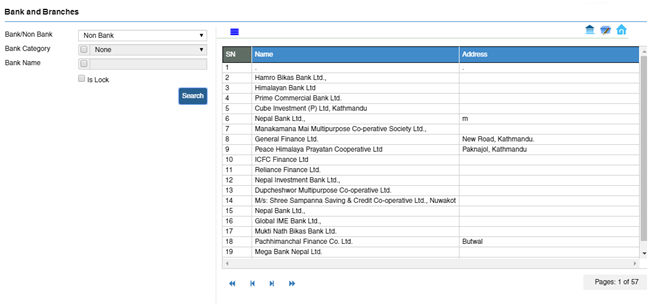 Bank and Branches
Bank/Non Bank Non Bank
Bank Category None
Bank Name
Is Lock
Search
SN Name Address
1 . .
2 Hamro Bikas Bank Ltd.,
3 Himalayan Bank Ltd
4 Prime Commercial Bank Ltd.
5 Cube Investment (P) Ltd, Kathmandu
6 Nepal Bank Ltd., m
7 Manakamana Mai Multipurpose Co-perative Society Ltd.,
8 General Finance Ltd. New Road, Kathmandu.
9 Peace Himalaya Prayatan Cooperative Ltd Paknajol, Kathmandu
10 ICFC Finance Ltd
11 Reliance Finance Ltd.
12 Nepal Investment Bank Ltd.,
13 Dupcheshwor Multipurpose Co-operative Ltd.
14 M/s: Shree Sampanna Saving & Credit Co-operative Ltd., Nuwakot
15 Nepal Bank Ltd.,
16 Global IME Bank Ltd.,
17 Mukti Nath Bikas Bank Ltd.
18 Pachhimanchal Finance Co. Ltd. Butwal
19 Mega Bank Nepal Ltd.
Pages: 1 of 57